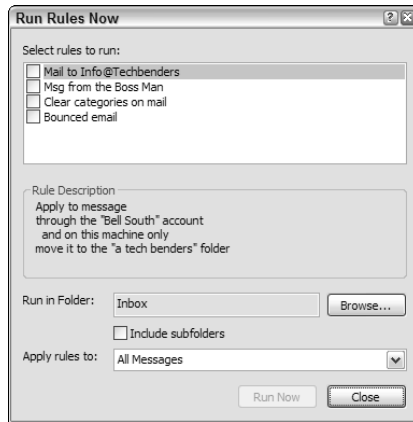 Run Rules Now
Select rules to run:
Mail to Info@Techbenders
Msg from the Boss Man
Clear categories on mail
Bounced email
Rule Description
Apply to message
through the "Bell South" account
and on this machine only
move it to the "a tech benders" folder
Run in Folder: Inbox Browse...
Include subfolders
Apply rules to: All Messages
Run Now Close